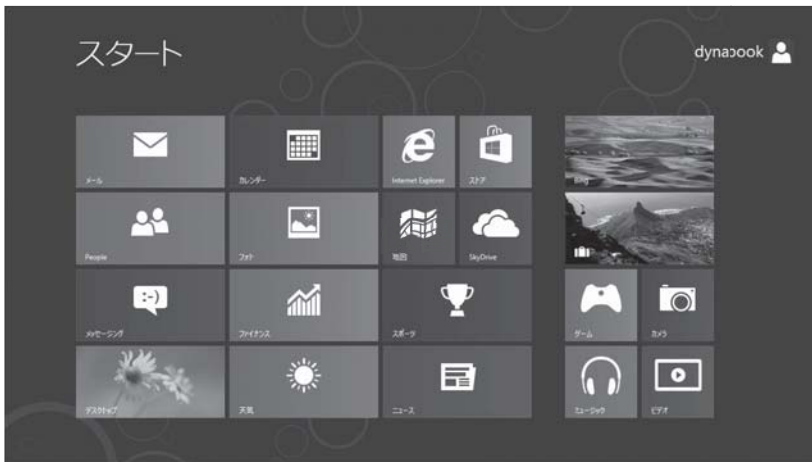 スタート
dynabook
メール
カレンダー
Internet Explorer
ストア
Bing
People
フォト
地図
SkyDrive
メッセージング
ファイナンス
スポーツ
ゲーム
カメラ
デスクトップ
天気
ニュース
ミュージック
ビデオ